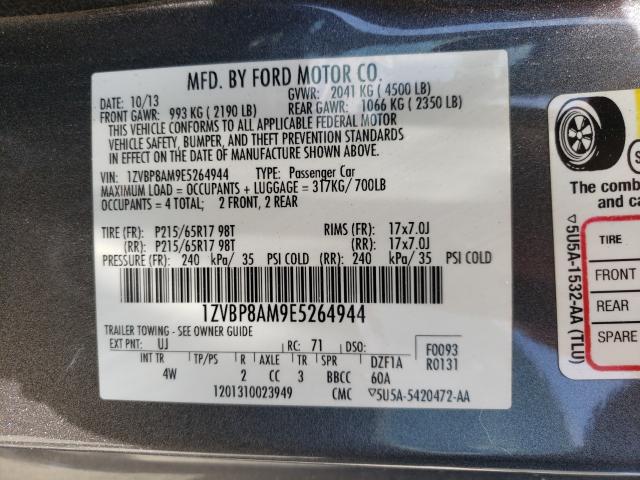 MFD. BY FORD MOTOR CO.
DATE: 10/13 GVWR: 2041 KG ( 4500 LB)
FRONT GAWR: 993 KG ( 2190 LB) REAR GAWR: 1066 KG ( 2350 LB)
THIS VEHICLE CONFORMS TO ALL APPLICABLE FEDERAL MOTOR
VEHICLE SAFETY, BUMPER, AND THEFT PREVENTION STANDARDS
IN EFFECT ON THE DATE OF MANUFACTURE SHOWN ABOVE.
VIN: 1ZVBP8AM9E5264944 TYPE: Passenger Car
MAXIMUM LOAD = OCCUPANTS + LUGGAGE = 317KG/ 700LB
OCCUPANTS = 4 TOTAL; 2 FRONT, 2 REAR
TIRE (FR): P215/65R17 98T RIMS (FR): 17x7.0J
(RR): P215/65R17 98T (RR): 17x7.0J
PRESSURE (FR): 240 kPa/ 35 PSI COLD (RR): 240 kPa/ 35 PSI COLD
1ZVBP8AM9E5264944
TRAILER TOWING - SEE OWNER GUIDE
EXT PNT: UJ RC: 71 DSO: F0093
R0131
INT TR TP/PS R AXLE TR SPR DZF1A
4W 2 CC 3 BBCC 60A
1201310023949 CMC ▽5U5A-5420472-AA
The combi
and ca
TIRE
FRONT
REAR
SPARE
▽5U5A-1532-AA (TLU)